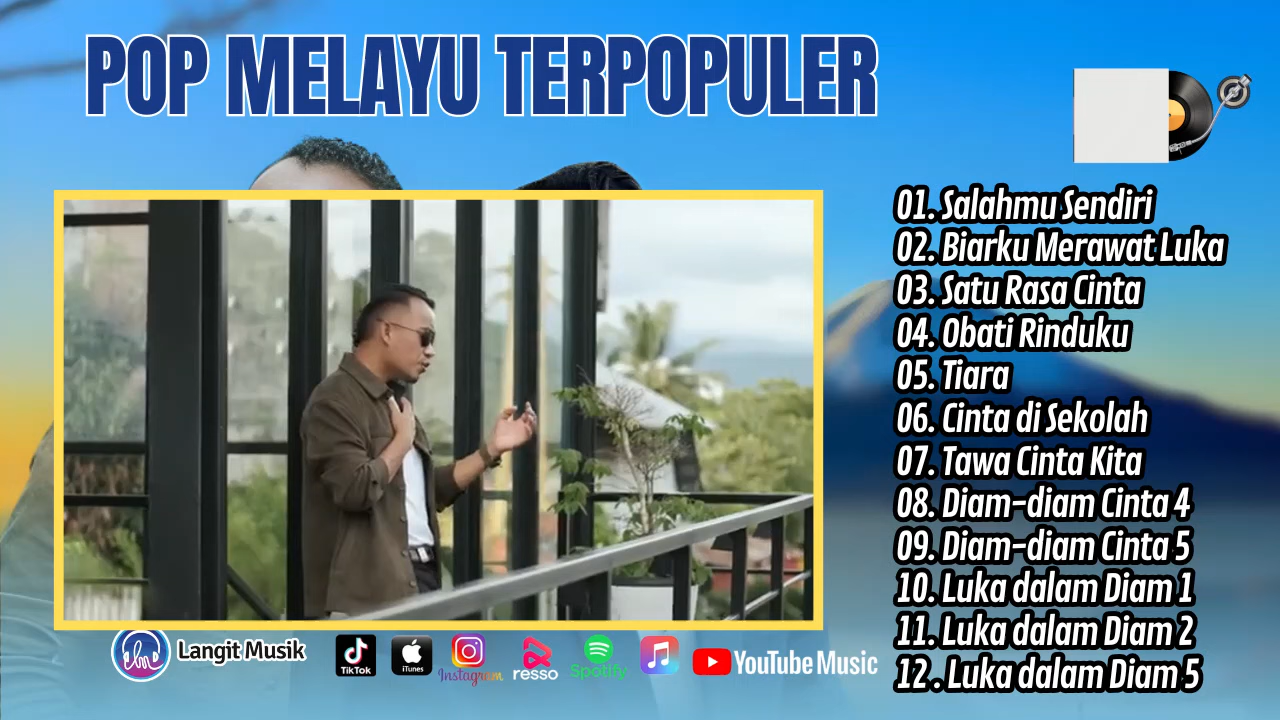 POP MELAYU TERPOPULER
01. Salahmu Sendiri
02. Biarku Merawat Luka
03. Satu Rasa Cinta
04. Obati Rinduku
05. Tiara
06. Cinta di Sekolah
07. Tawa Cinta Kita
08. Diam-diam Cinta 4
09. Diam-diam Cinta 5
10. Luka dalam Diam 1
11. Luka dalam Diam 2
12. Luka dalam Diam 5
lm Langit Musik
TikTok
iTunes
Instagram
resso
Spotify
YouTube Music